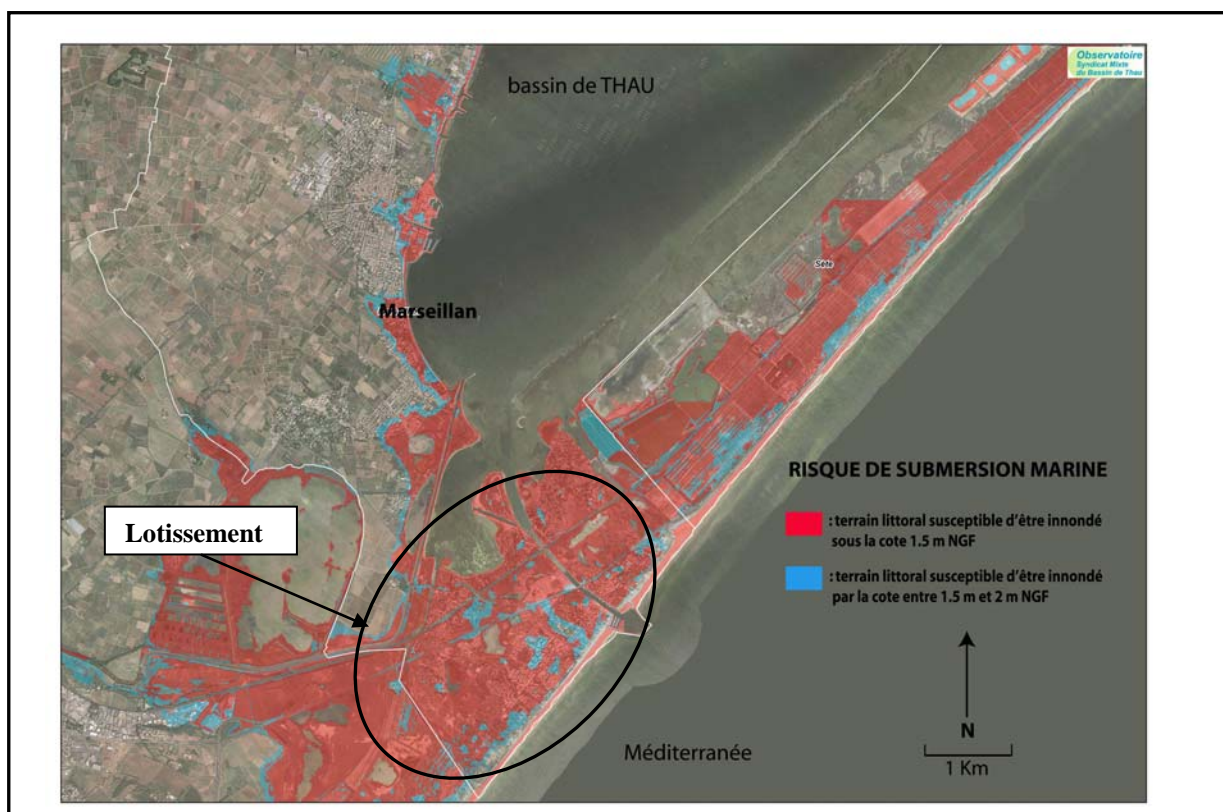 Observatoire
Syndicat Mixte
du Bassin de Thau
bassin de THAU
Sète
Marseillan
RISQUE DE SUBMERSION MARINE
: terrain littoral susceptible d'être innondé
sous la cote 1.5 m NGF
: terrain littoral susceptible d'être innondé
par la cote entre 1.5 m et 2 m NGF
Lotissement
N
1 Km
Méditerranée